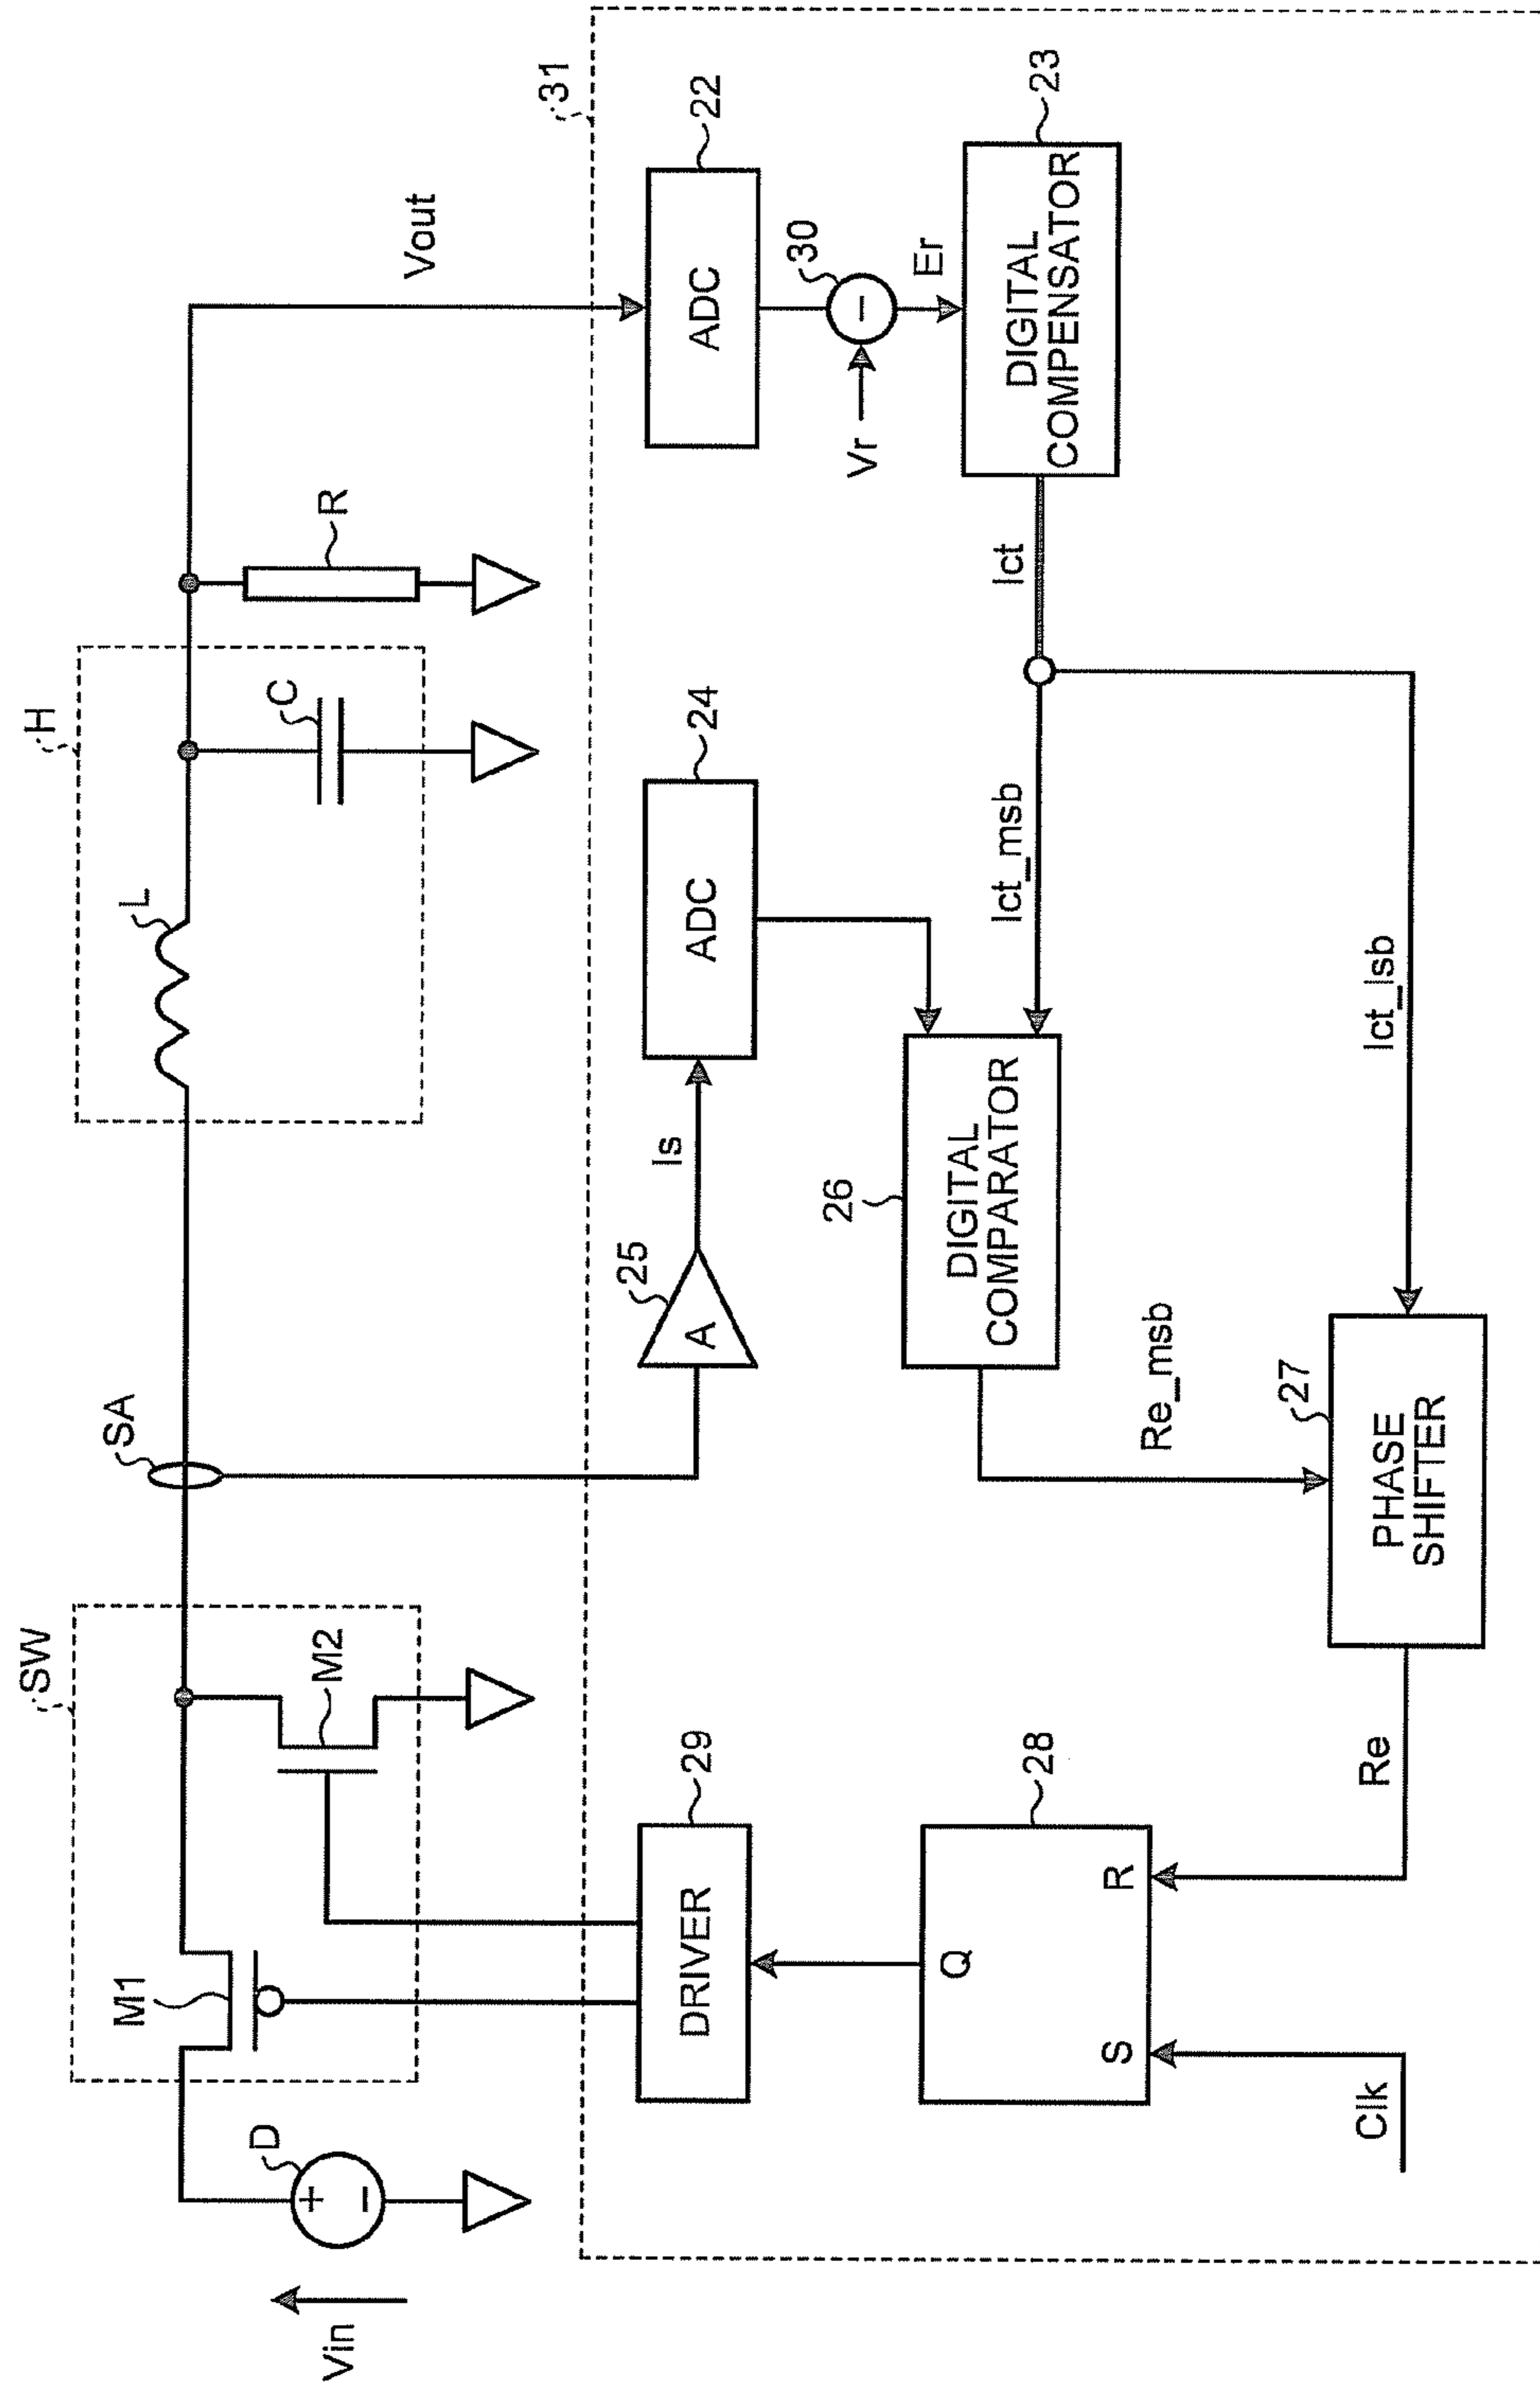 Vin
D
+
−
SW
M1
M2
SA
H
L
C
R
Vout
31
DRIVER
29
25
A
Is
ADC
24
ADC
22
Vr
−
30
Er
DIGITAL
COMPENSATOR
23
Q
S
R
28
26
DIGITAL
COMPARATOR
Ict_msb
Ict
Re_msb
Ict_lsb
Clk
Re
PHASE
SHIFTER
27